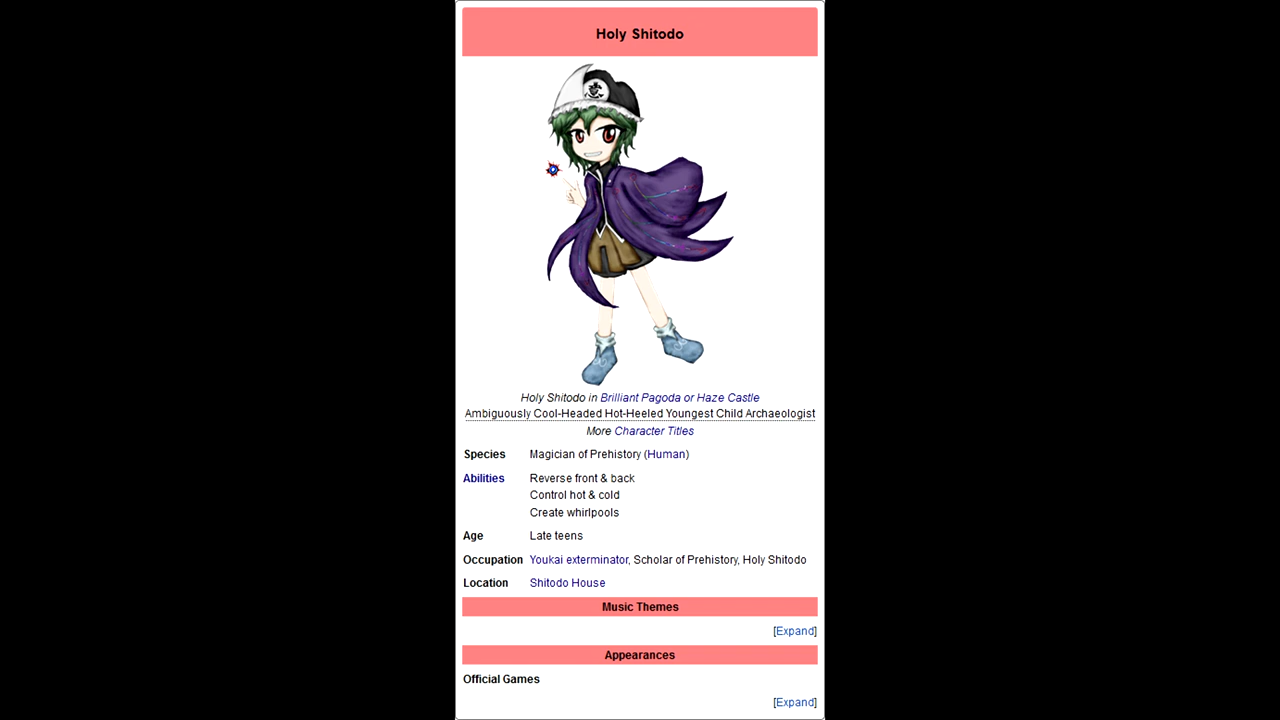 Holy Shitodo
Holy Shitodo in Brilliant Pagoda or Haze Castle
Ambiguously Cool-Headed Hot-Heeled Youngest Child Archaeologist
More Character Titles
Species Magician of Prehistory (Human)
Abilities Reverse front & back
Control hot & cold
Create whirlpools
Age Late teens
Occupation Youkai exterminator, Scholar of Prehistory, Holy Shitodo
Location Shitodo House
Music Themes
[Expand]
Appearances
Official Games
[Expand]